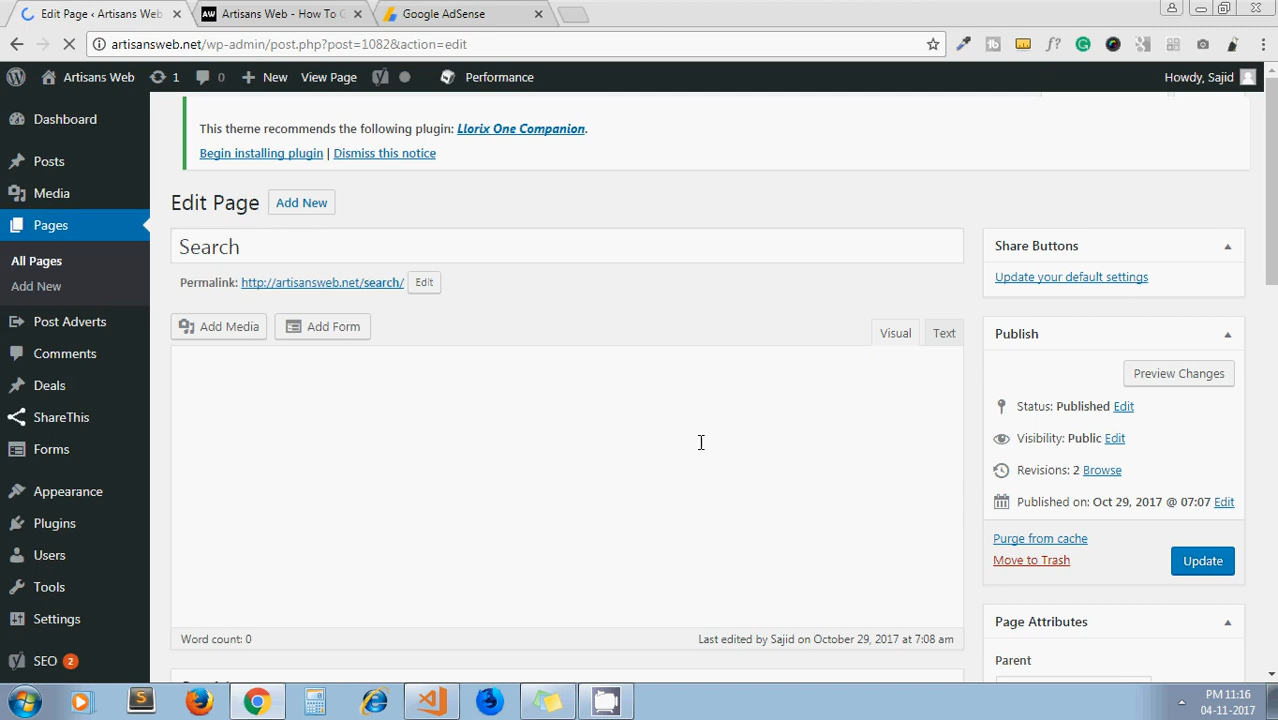 Edit Page ‹ Artisans Web
Artisans Web - How To G
Google AdSense
artisansweb.net/wp-admin/post.php?post=1082&action=edit
Artisans Web
1
0
New
View Page
Performance
Howdy, Sajid
Dashboard
Posts
Media
Pages
All Pages
Add New
Post Adverts
Comments
Deals
ShareThis
Forms
Appearance
Plugins
Users
Tools
Settings
SEO 2
This theme recommends the following plugin: Llorix One Companion.
Begin installing plugin | Dismiss this notice
Edit Page Add New
Search
Permalink: http://artisansweb.net/search/ Edit
Add Media Add Form
Visual Text
Word count: 0
Last edited by Sajid on October 29, 2017 at 7:08 am
Share Buttons
Update your default settings
Publish
Preview Changes
Status: Published Edit
Visibility: Public Edit
Revisions: 2 Browse
Published on: Oct 29, 2017 @ 07:07 Edit
Purge from cache
Move to Trash
Update
Page Attributes
Parent
PM 11:16
04-11-2017